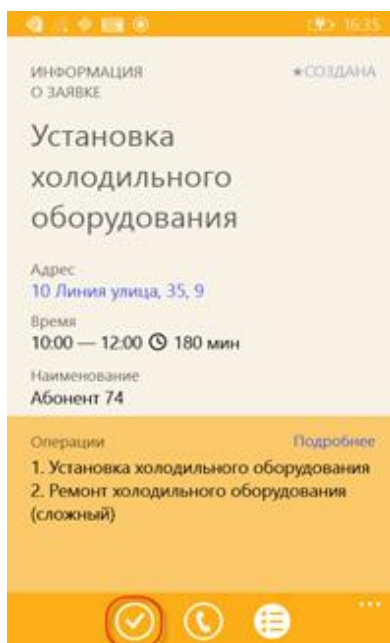 16:35
ИНФОРМАЦИЯ
О ЗАЯВКЕ
★СОЗДАНА
Установка
холодильного
оборудования
Адрес
10 Линия улица, 35, 9
Время
10:00 — 12:00 180 мин
Наименование
Абонент 74
Операции
Подробнее
1. Установка холодильного оборудования
2. Ремонт холодильного оборудования
(сложный)
...